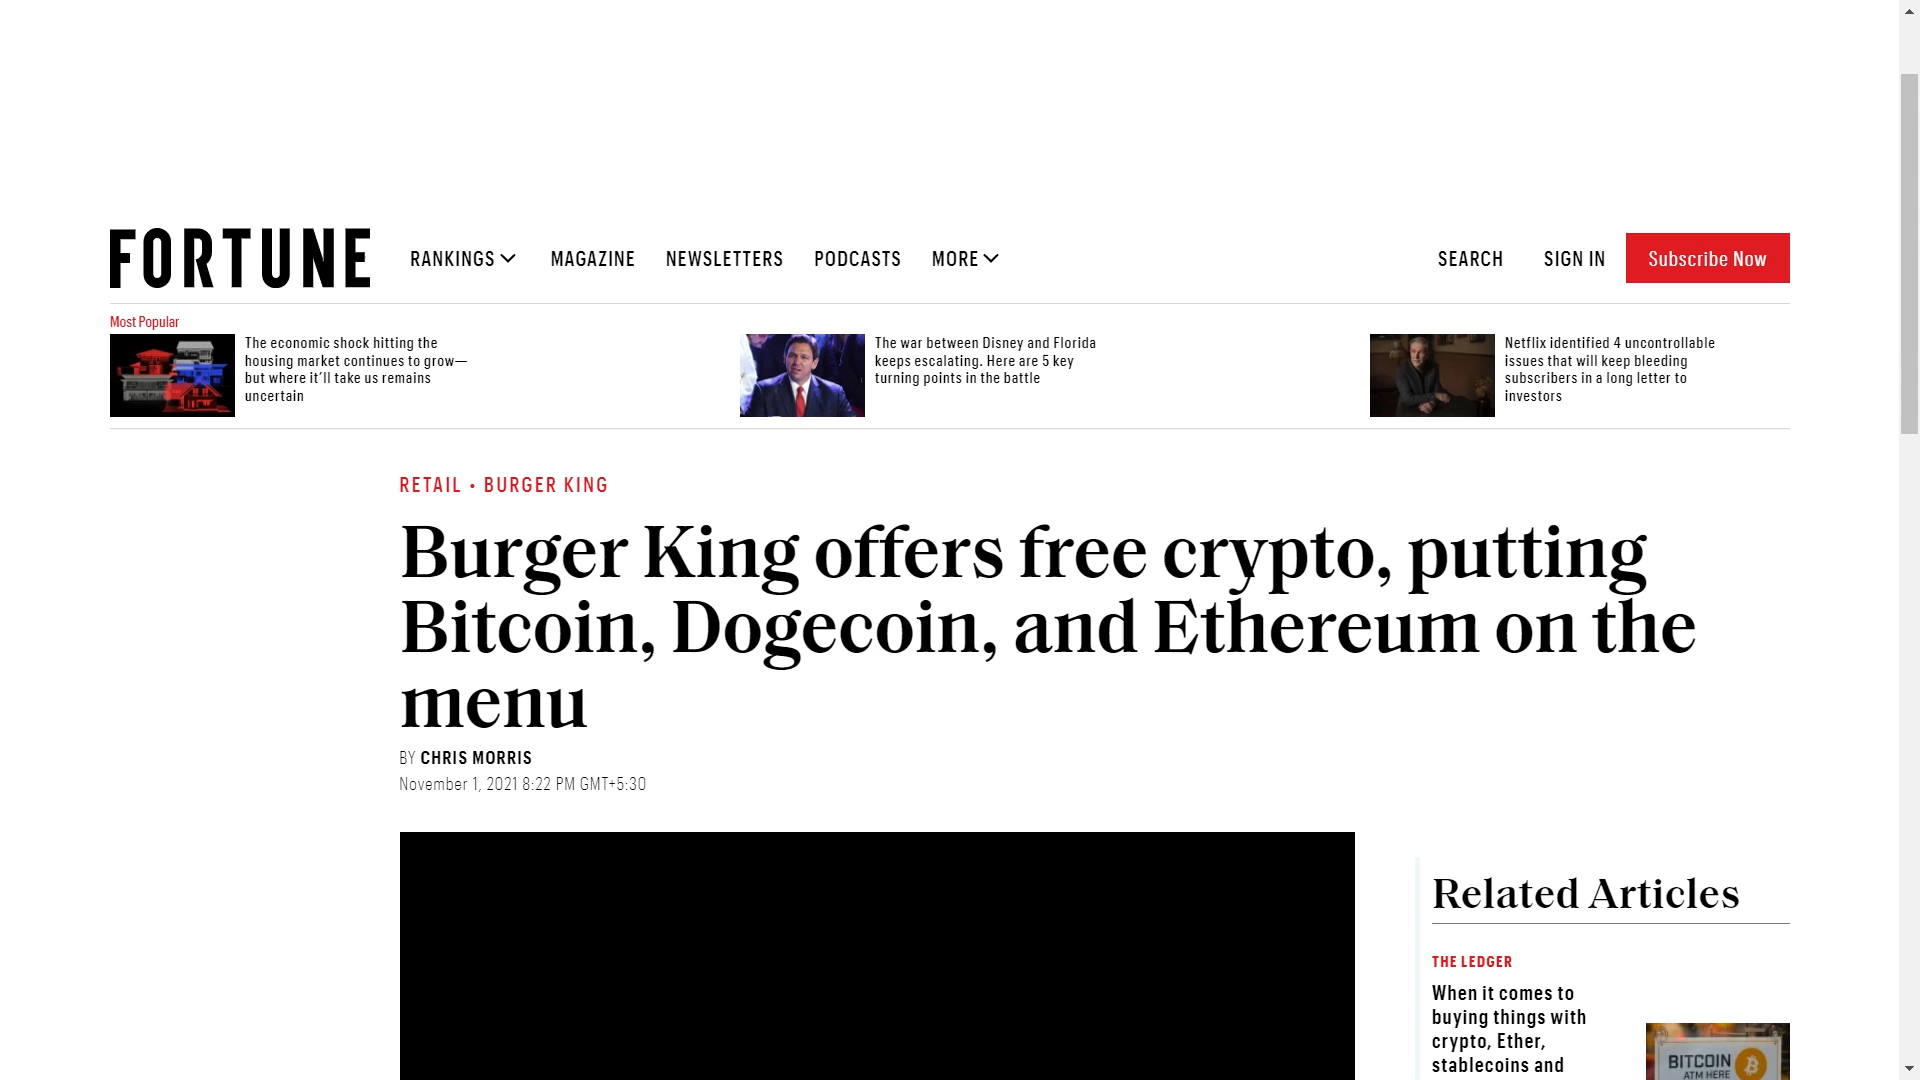 FORTUNE
RANKINGS
MAGAZINE
NEWSLETTERS
PODCASTS
MORE
SEARCH
SIGN IN
Subscribe Now
Most Popular
The economic shock hitting the
housing market continues to grow—
but where it'll take us remains
uncertain
The war between Disney and Florida
keeps escalating. Here are 5 key
turning points in the battle
Netflix identified 4 uncontrollable
issues that will keep bleeding
subscribers in a long letter to
investors
RETAIL • BURGER KING
Burger King offers free crypto, putting
Bitcoin, Dogecoin, and Ethereum on the
menu
BY CHRIS MORRIS
November 1, 2021 8:22 PM GMT+5:30
Related Articles
THE LEDGER
When it comes to
buying things with
crypto, Ether,
stablecoins and
BITCOIN
ATM HERE